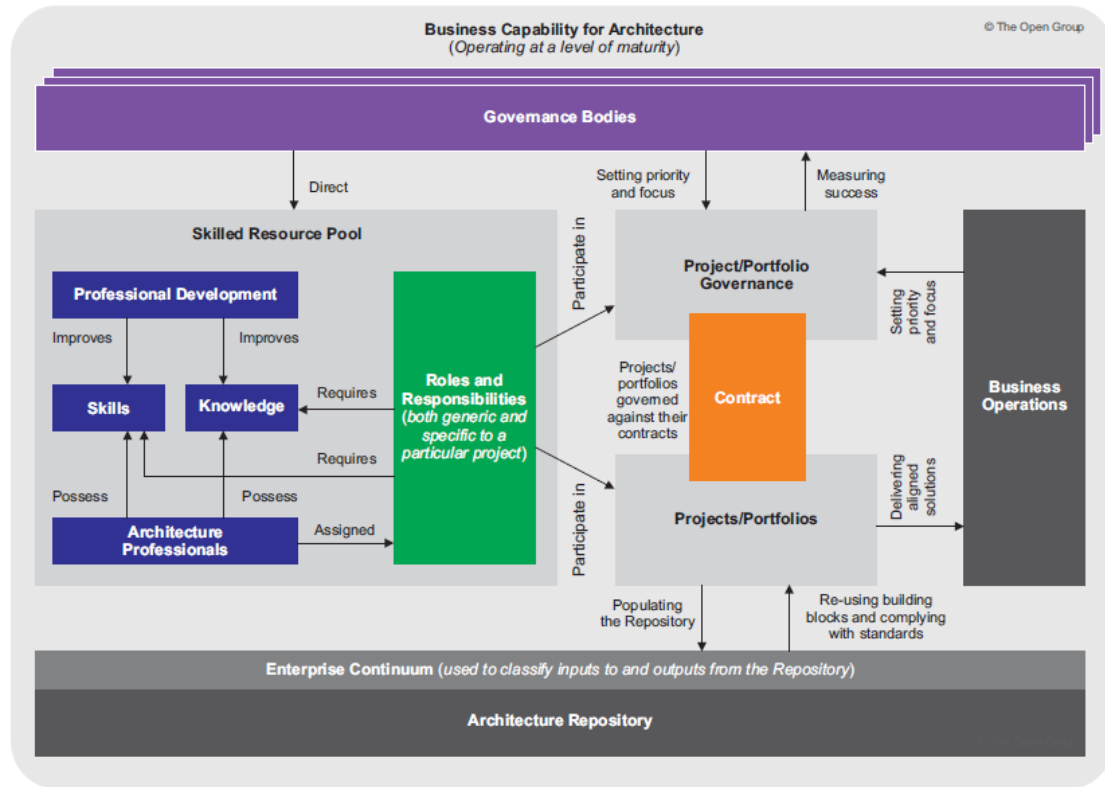 Business Capability for Architecture
(Operating at a level of maturity)
© The Open Group
Governance Bodies
Direct
Setting priority
and focus
Measuring
success
Skilled Resource Pool
Professional Development
Improves
Improves
Skills
Knowledge
Requires
Requires
Possess
Possess
Architecture
Professionals
Assigned
Roles and
Responsibilities
(both generic and
specific to a
particular project)
Participate in
Participate in
Project/Portfolio
Governance
Projects/
portfolios
governed
against their
contracts
Contract
Projects/Portfolios
Setting
priority
and focus
Delivering
aligned
solutions
Business
Operations
Populating
the Repository
Re-using building
blocks and complying
with standards
Enterprise Continuum (used to classify inputs to and outputs from the Repository)
Architecture Repository
© The Open Group